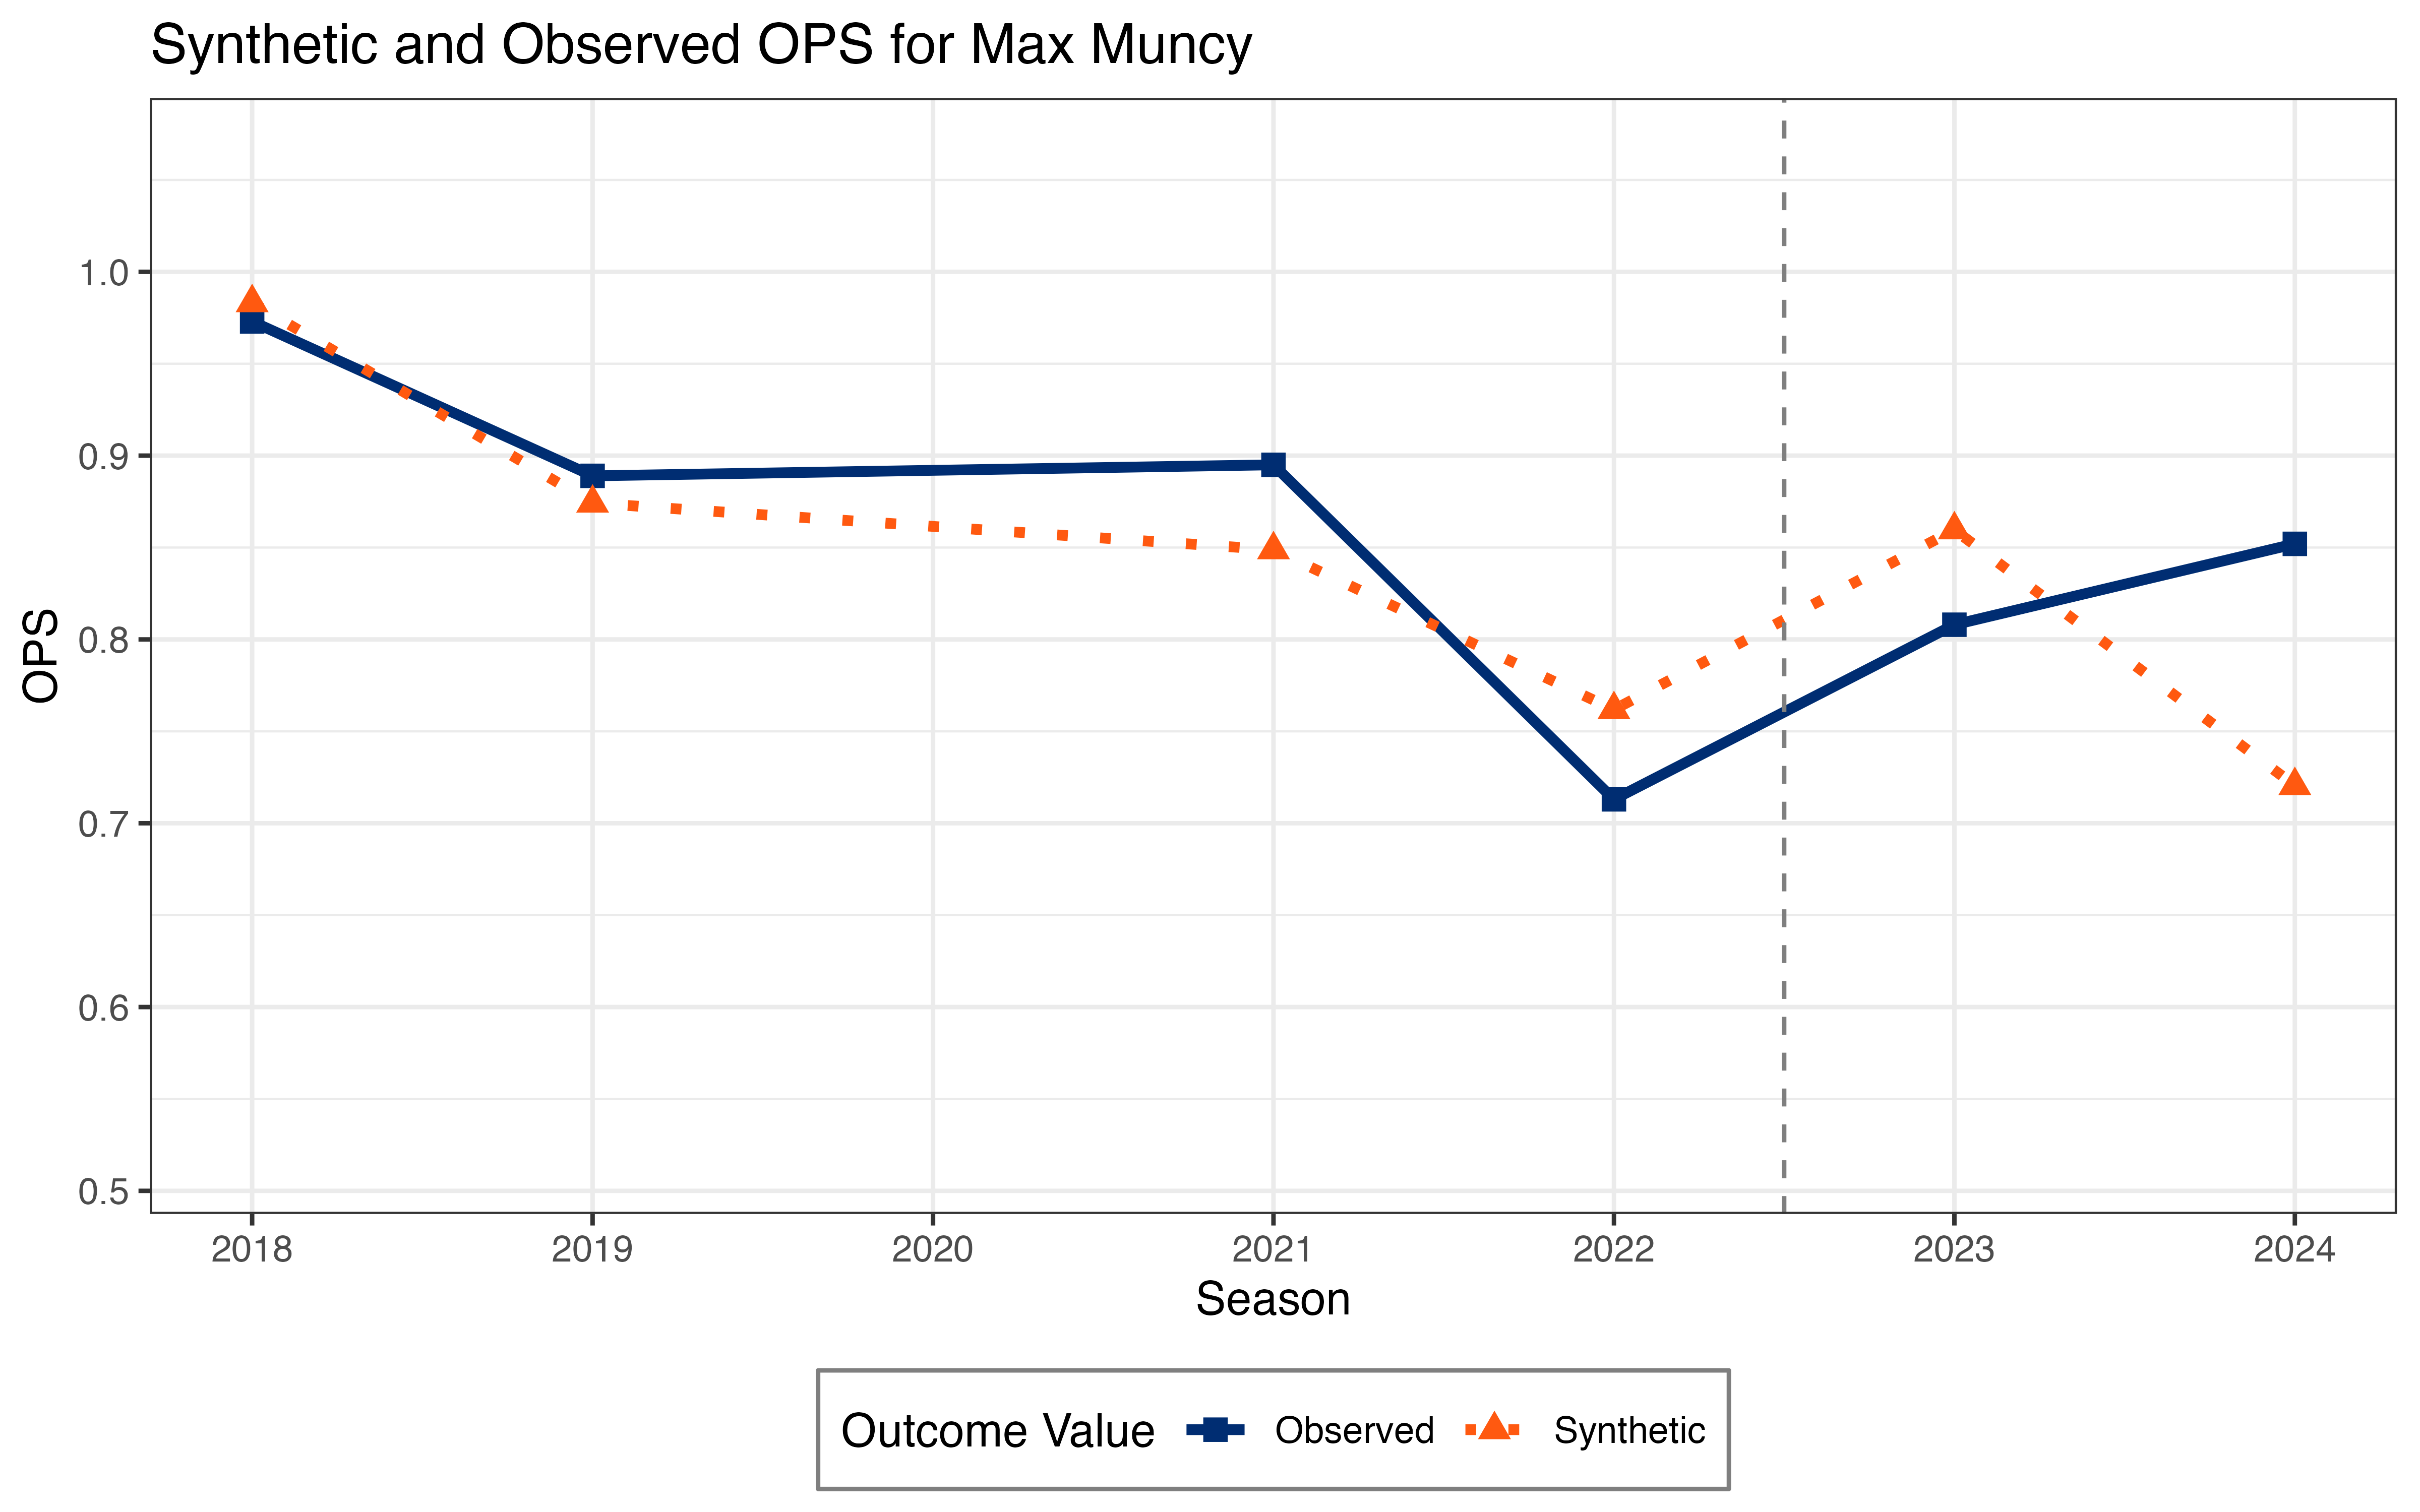 Synthetic and Observed OPS for Max Muncy
OPS
1.0
0.9
0.8
0.7
0.6
0.5
2018 2019 2020 2021 2022 2023 2024
Season
Outcome Value Observed Synthetic